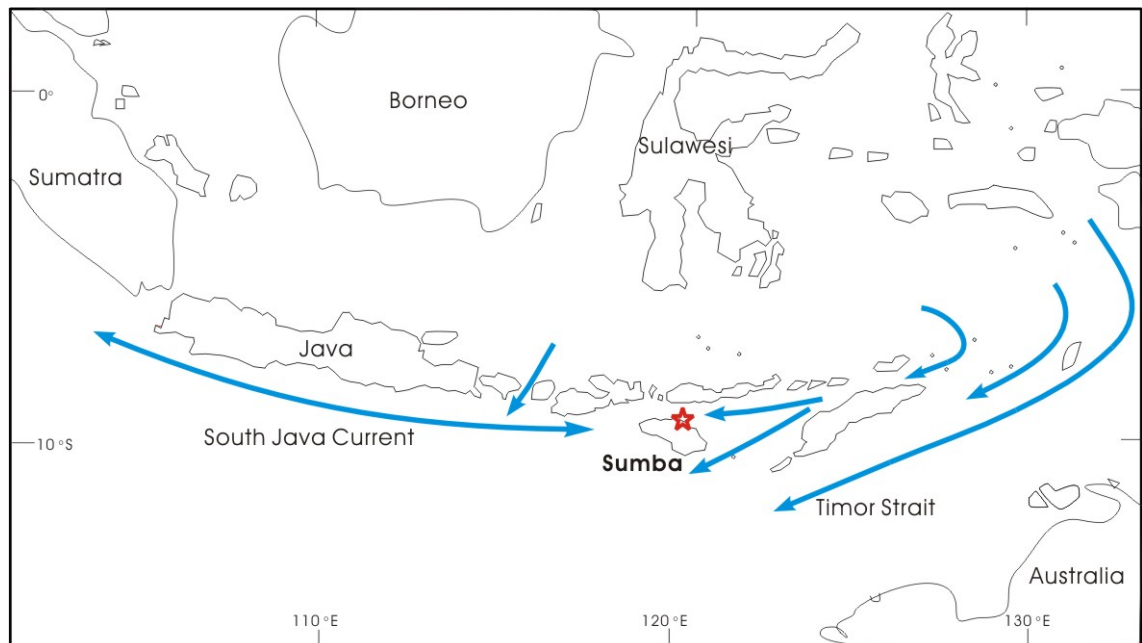 0°
Borneo
Sulawesi
Sumatra
Java
South Java Current
10°S
Sumba
Timor Strait
Australia
110°E
120°E
130°E